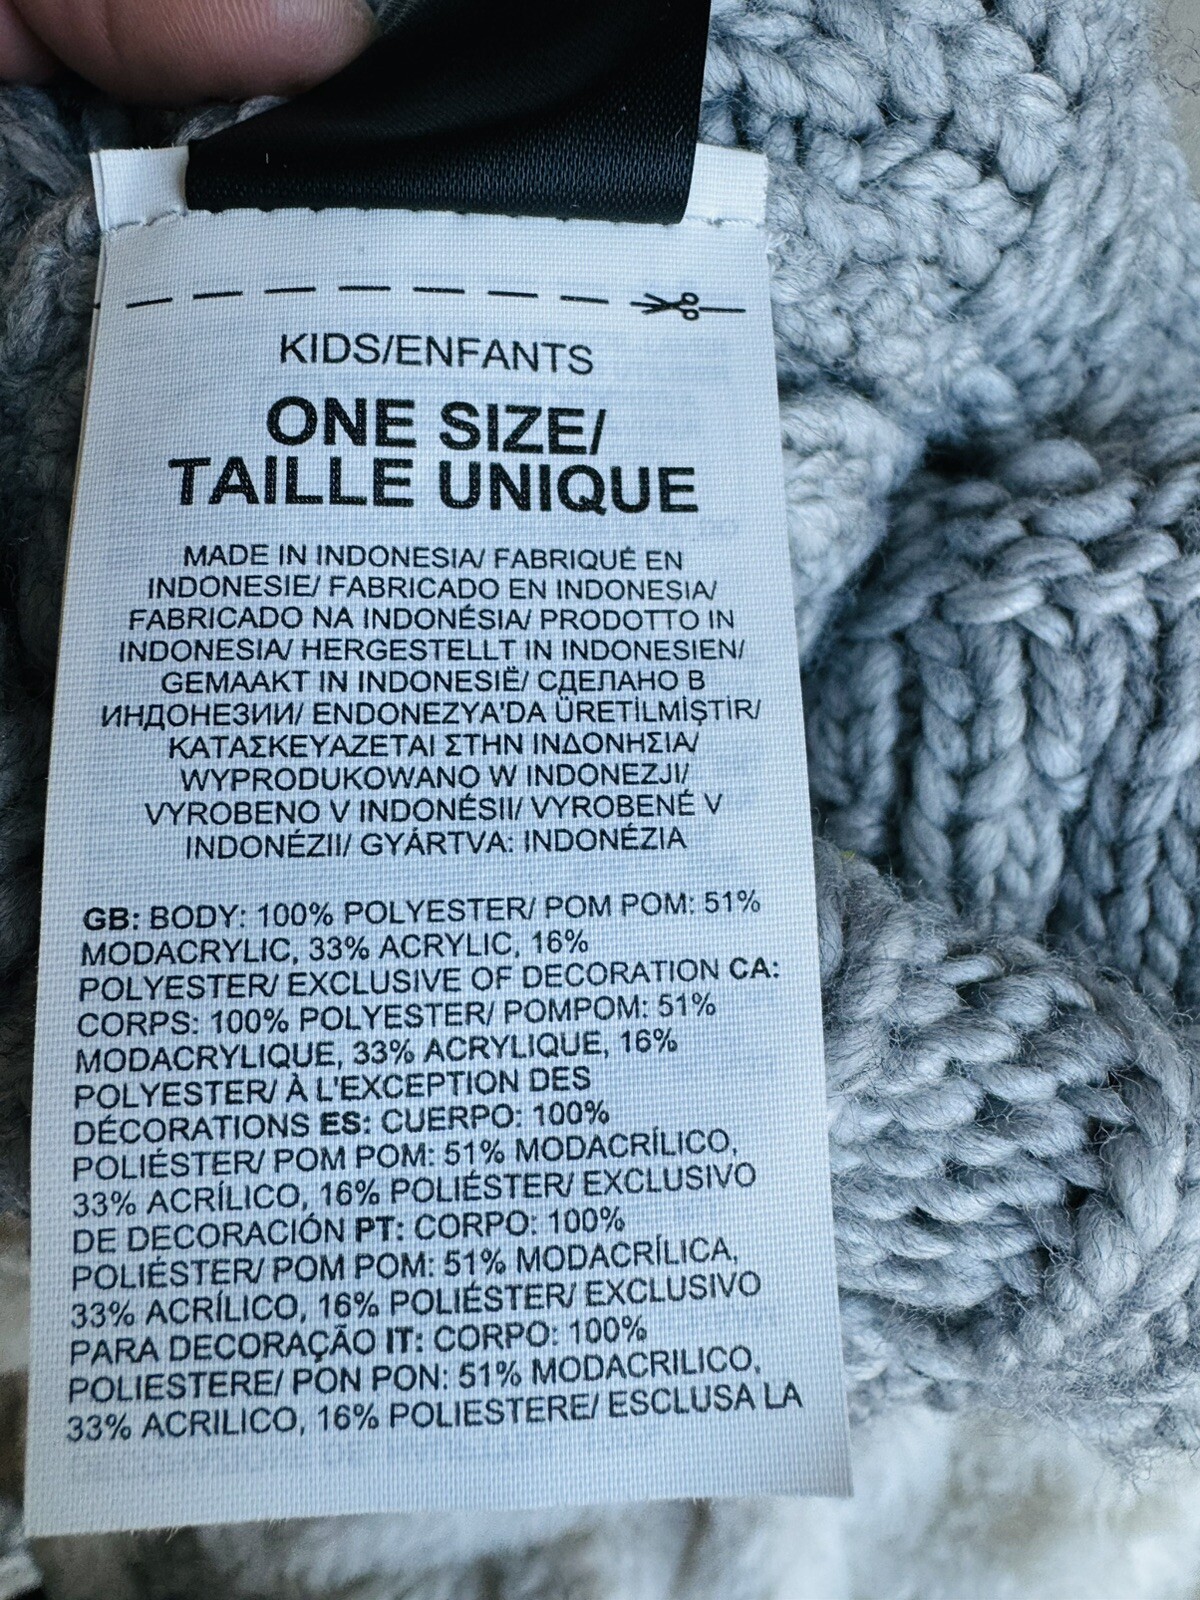 KIDS/ENFANTS
ONE SIZE/
TAILLE UNIQUE
MADE IN INDONESIA/ FABRIQUÉ EN
INDONESIE/ FABRICADO EN INDONESIA/
FABRICADO NA INDONÉSIA/ PRODOTTO IN
INDONESIA/ HERGESTELLT IN INDONESIEN/
GEMAAKT IN INDONESIË/ СДЕЛАНО В
ИНДОНЕЗИИ/ ENDONEZYA'DA ÜRETİLMİŞTİR/
ΚΑΤΑΣΚΕΥΑΖΕΤΑΙ ΣΤΗΝ ΙΝΔΟΝΗΣΙΑ/
WYPRODUKOWANO W INDONEZJI/
VYROBENO V INDONÉSII/ VYROBENÉ V
INDONÉZII/ GYÁRTVA: INDONÉZIA
GB: BODY: 100% POLYESTER/ POM POM: 51%
MODACRYLIC, 33% ACRYLIC, 16%
POLYESTER/ EXCLUSIVE OF DECORATION CA:
CORPS: 100% POLYESTER/ POMPOM: 51%
MODACRYLIQUE, 33% ACRYLIQUE, 16%
POLYESTER/ À L'EXCEPTION DES
DÉCORATIONS ES: CUERPO: 100%
POLIÉSTER/ POM POM: 51% MODACRÍLICO,
33% ACRÍLICO, 16% POLIÉSTER/ EXCLUSIVO
DE DECORACIÓN PT: CORPO: 100%
POLIÉSTER/ POM POM: 51% MODACRÍLICA,
33% ACRÍLICO, 16% POLIÉSTER/ EXCLUSIVO
PARA DECORAÇÃO IT: CORPO: 100%
POLIESTERE/ PON PON: 51% MODACRILICO,
33% ACRILICO, 16% POLIESTERE/ ESCLUSA LA